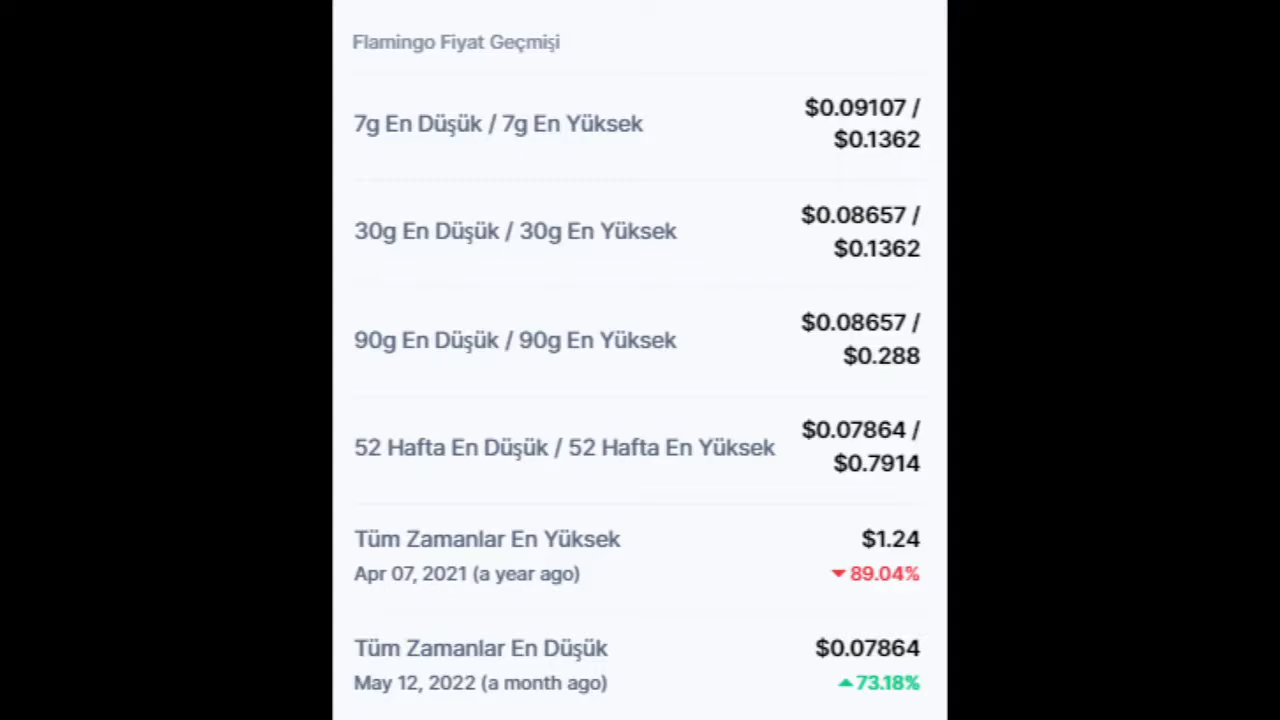 Flamingo Fiyat Geçmişi
7g En Düşük / 7g En Yüksek
$0.09107 /
$0.1362
30g En Düşük / 30g En Yüksek
$0.08657 /
$0.1362
90g En Düşük / 90g En Yüksek
$0.08657 /
$0.288
52 Hafta En Düşük / 52 Hafta En Yüksek
$0.07864 /
$0.7914
Tüm Zamanlar En Yüksek
$1.24
Apr 07, 2021 (a year ago)
89.04%
Tüm Zamanlar En Düşük
$0.07864
May 12, 2022 (a month ago)
73.18%